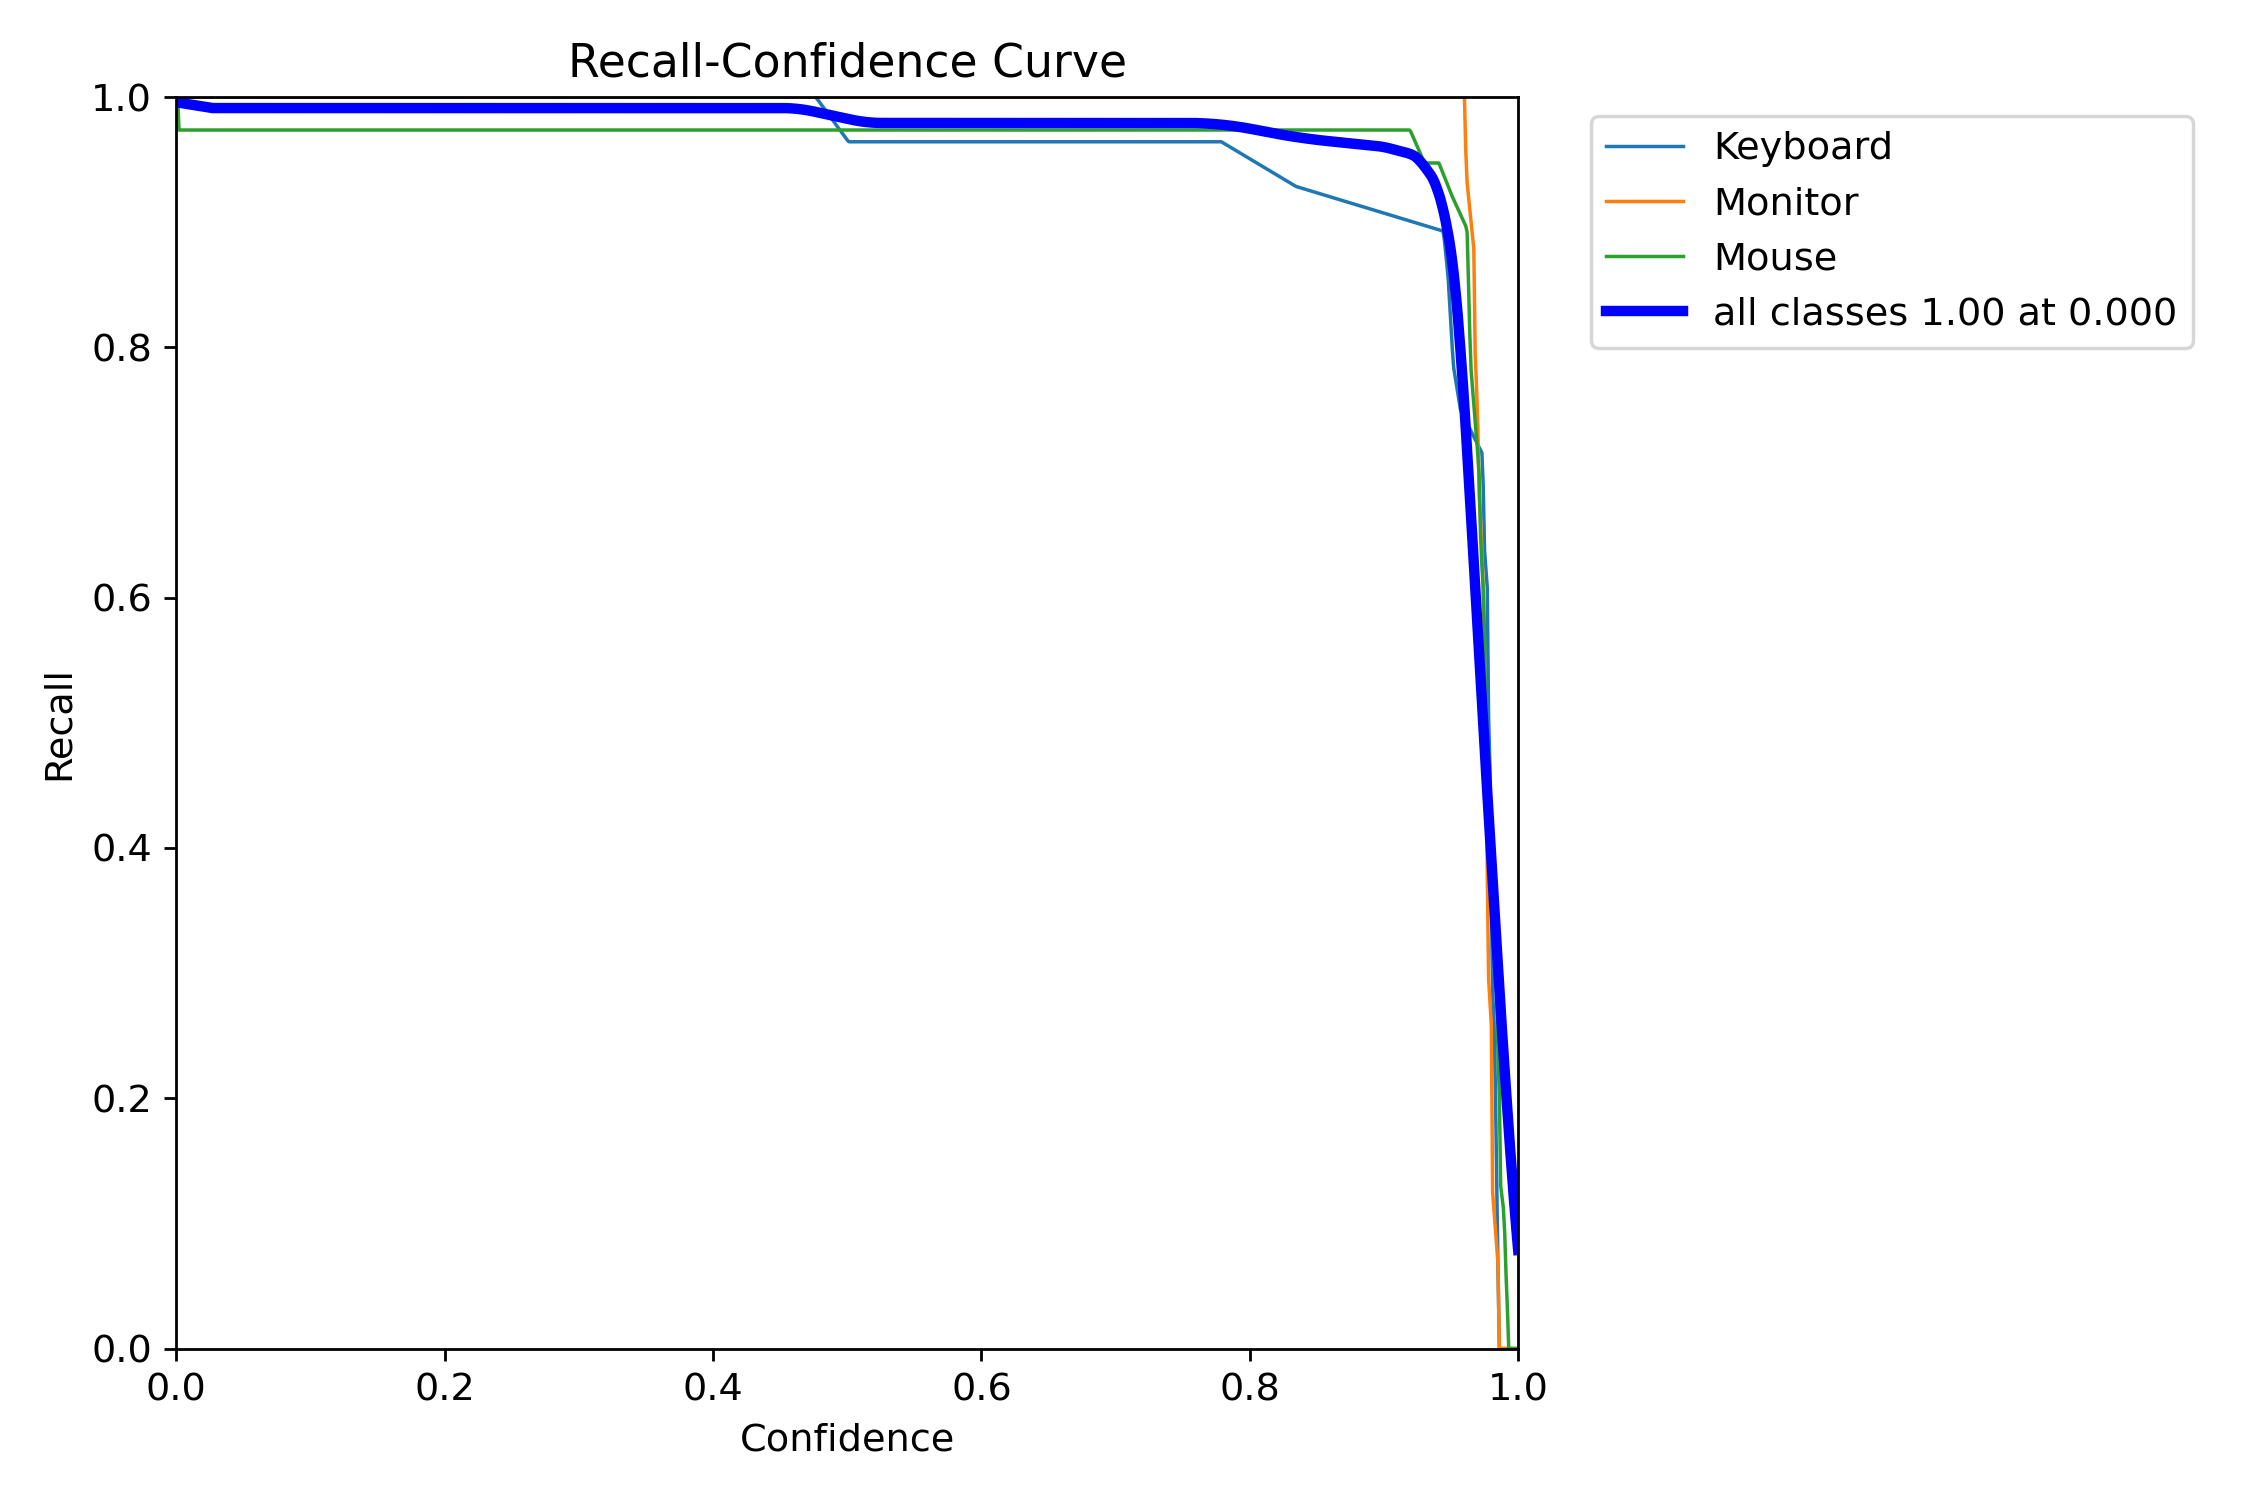 Recall-Confidence Curve
1.0
0.8
0.6
0.4
0.2
0.0
Recall
0.0 0.2 0.4 0.6 0.8 1.0
Confidence
Keyboard
Monitor
Mouse
all classes 1.00 at 0.000